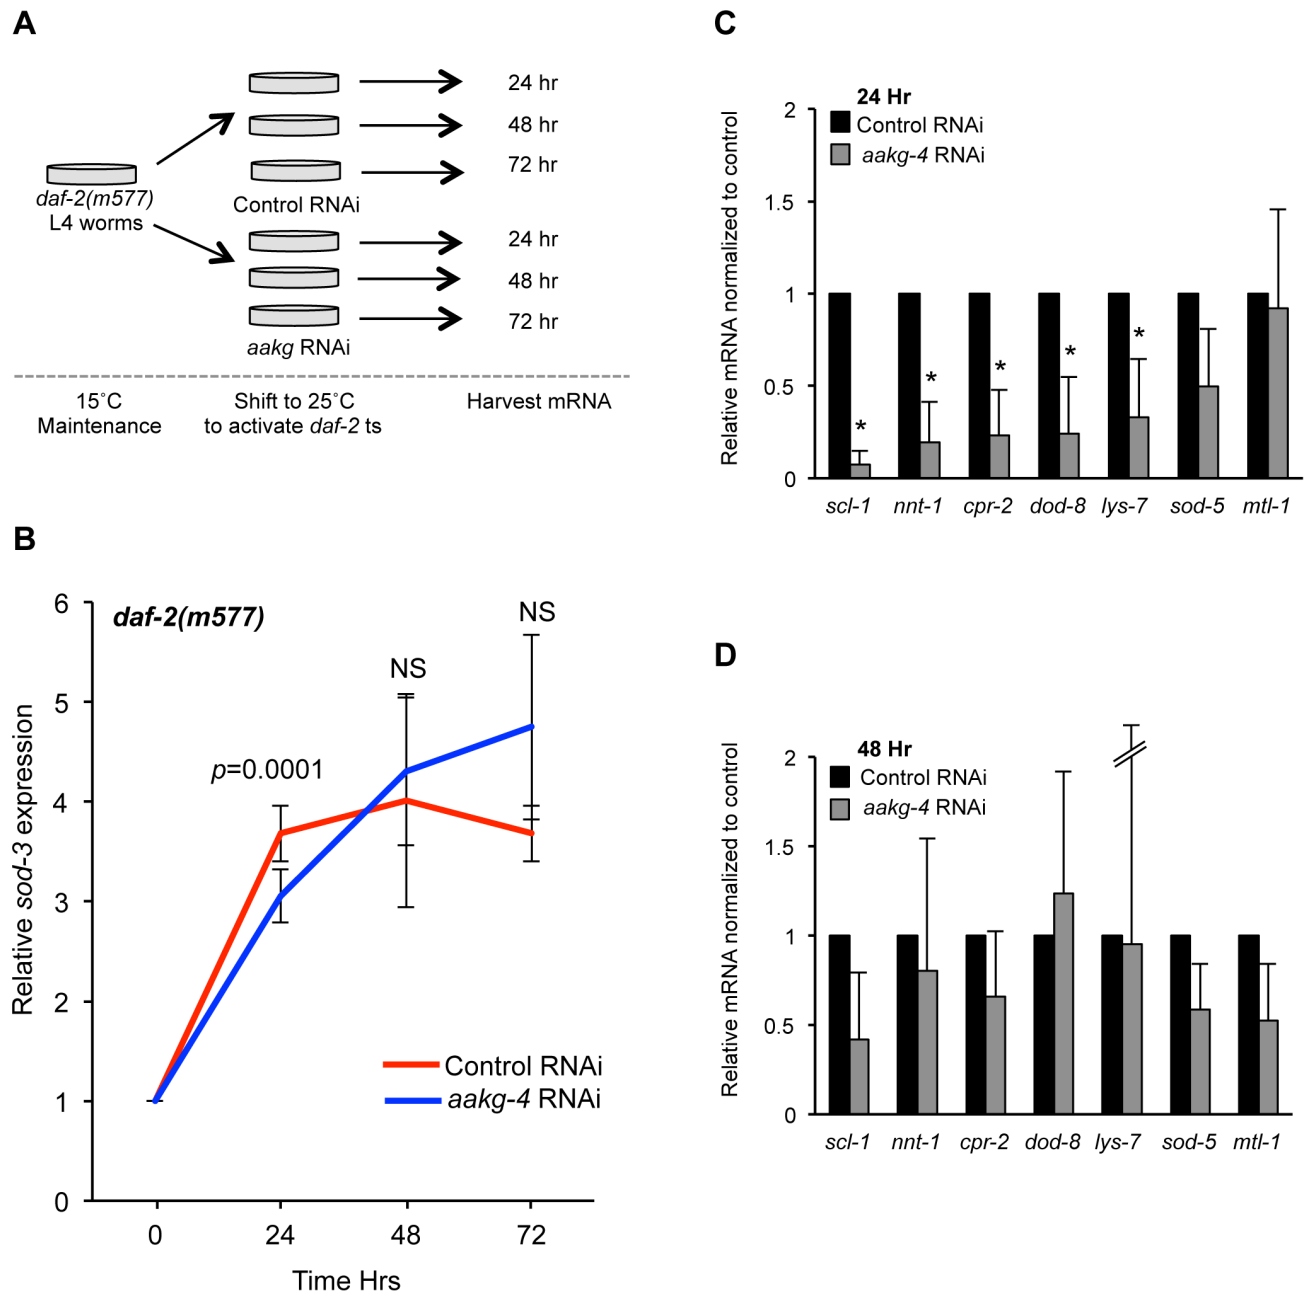 A
24 hr
48 hr
72 hr
daf-2(m577)
L4 worms
Control RNAi
24 hr
48 hr
72 hr
aakg RNAi
15°C
Maintenance
Shift to 25°C
to activate daf-2 ts
Harvest mRNA
B
6
5
4
3
2
1
0
Relative sod-3 expression
daf-2(m577)
p=0.0001
NS
NS
Control RNAi
aakg-4 RNAi
0 24 48 72
Time Hrs
C
2
1.5
1
0.5
0
Relative mRNA normalized to control
24 Hr
Control RNAi
aakg-4 RNAi
* * * * *
scl-1 nnt-1 cpr-2 dod-8 lys-7 sod-5 mtl-1
D
2
1.5
1
0.5
0
Relative mRNA normalized to control
48 Hr
Control RNAi
aakg-4 RNAi
scl-1 nnt-1 cpr-2 dod-8 lys-7 sod-5 mtl-1